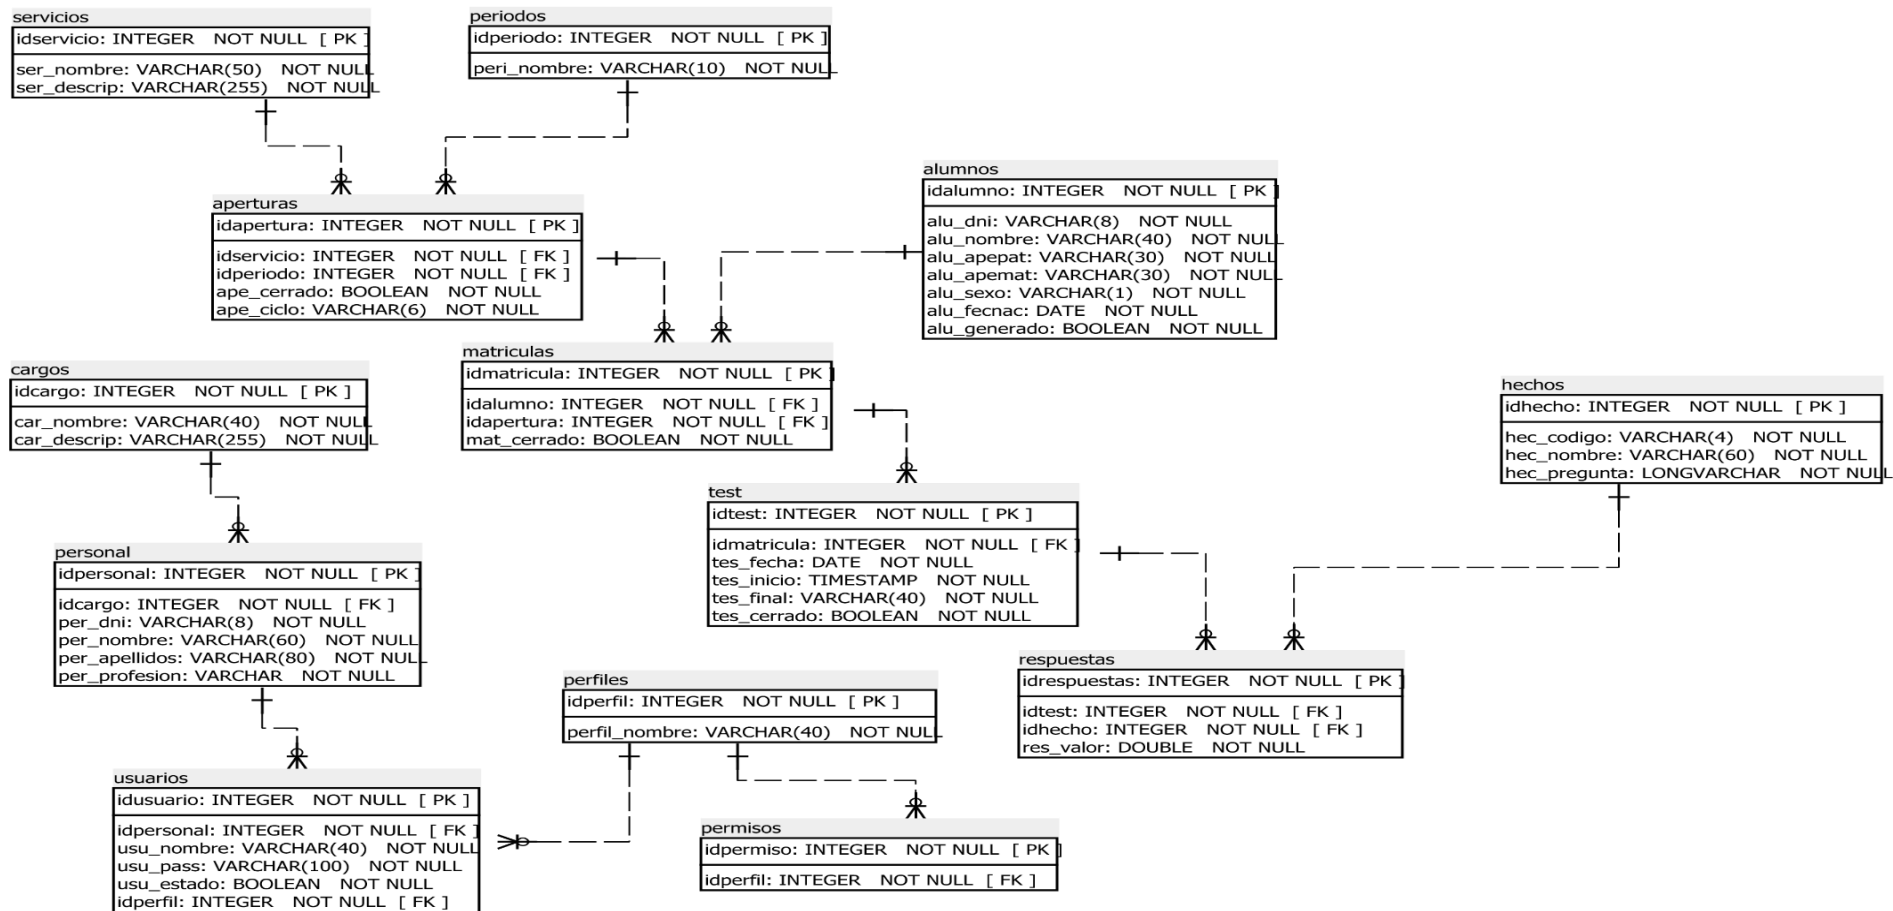 servicios
idservicio: INTEGER NOT NULL [ PK ]
ser_nombre: VARCHAR(50) NOT NULL
ser_descrip: VARCHAR(255) NOT NULL
periodos
idperiodo: INTEGER NOT NULL [ PK ]
peri_nombre: VARCHAR(10) NOT NULL
aperturas
idapertura: INTEGER NOT NULL [ PK ]
idservicio: INTEGER NOT NULL [ FK ]
idperiodo: INTEGER NOT NULL [ FK ]
ape_cerrado: BOOLEAN NOT NULL
ape_ciclo: VARCHAR(6) NOT NULL
alumnos
idalumno: INTEGER NOT NULL [ PK ]
alu_dni: VARCHAR(8) NOT NULL
alu_nombre: VARCHAR(40) NOT NULL
alu_apepat: VARCHAR(30) NOT NULL
alu_apemat: VARCHAR(30) NOT NULL
alu_sexo: VARCHAR(1) NOT NULL
alu_fecnac: DATE NOT NULL
alu_generado: BOOLEAN NOT NULL
matriculas
idmatricula: INTEGER NOT NULL [ PK ]
idalumno: INTEGER NOT NULL [ FK ]
idapertura: INTEGER NOT NULL [ FK ]
mat_cerrado: BOOLEAN NOT NULL
cargos
idcargo: INTEGER NOT NULL [ PK ]
car_nombre: VARCHAR(40) NOT NULL
car_descrip: VARCHAR(255) NOT NULL
hechos
idhecho: INTEGER NOT NULL [ PK ]
hec_codigo: VARCHAR(4) NOT NULL
hec_nombre: VARCHAR(60) NOT NULL
hec_pregunta: LONGVARCHAR NOT NULL
test
idtest: INTEGER NOT NULL [ PK ]
idmatricula: INTEGER NOT NULL [ FK ]
tes_fecha: DATE NOT NULL
tes_inicio: TIMESTAMP NOT NULL
tes_final: VARCHAR(40) NOT NULL
tes_cerrado: BOOLEAN NOT NULL
personal
idpersonal: INTEGER NOT NULL [ PK ]
idcargo: INTEGER NOT NULL [ FK ]
per_dni: VARCHAR(8) NOT NULL
per_nombre: VARCHAR(60) NOT NULL
per_apellidos: VARCHAR(80) NOT NULL
per_profesion: VARCHAR NOT NULL
respuestas
idrespuestas: INTEGER NOT NULL [ PK ]
idtest: INTEGER NOT NULL [ FK ]
idhecho: INTEGER NOT NULL [ FK ]
res_valor: DOUBLE NOT NULL
perfiles
idperfil: INTEGER NOT NULL [ PK ]
perfil_nombre: VARCHAR(40) NOT NULL
usuarios
idusuario: INTEGER NOT NULL [ PK ]
idpersonal: INTEGER NOT NULL [ FK ]
usu_nombre: VARCHAR(40) NOT NULL
usu_pass: VARCHAR(100) NOT NULL
usu_estado: BOOLEAN NOT NULL
idperfil: INTEGER NOT NULL [ FK ]
permisos
idpermiso: INTEGER NOT NULL [ PK ]
idperfil: INTEGER NOT NULL [ FK ]